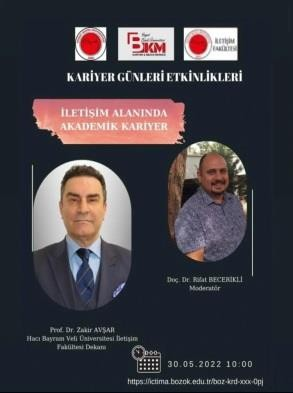 BKM
İLETİŞİM
FAKÜLTESİ
KARİYER GÜNLERİ ETKİNLİKLERİ
İLETİŞİM ALANINDA
AKADEMİK KARİYER
Doç. Dr. Rifat BECERİKLİ
Moderatör
Prof. Dr. Zakir AVŞAR
Hacı Bayram Veli Üniversitesi İletişim
Fakültesi Dekanı
30.05.2022 10:00
https://ictima.bozok.edu.tr/boz-krd-xxx-0pj